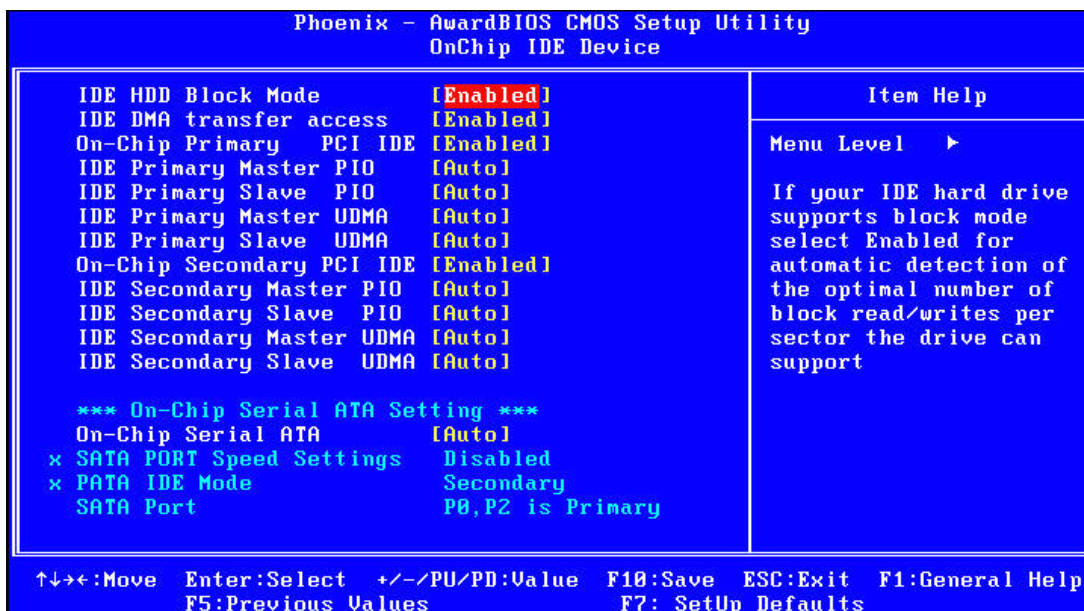 Phoenix - AwardBIOS CMOS Setup Utility
OnChip IDE Device
IDE HDD Block Mode [Enabled]
IDE DMA transfer access [Enabled]
On-Chip Primary PCI IDE [Enabled]
IDE Primary Master PIO [Auto]
IDE Primary Slave PIO [Auto]
IDE Primary Master UDMA [Auto]
IDE Primary Slave UDMA [Auto]
On-Chip Secondary PCI IDE [Enabled]
IDE Secondary Master PIO [Auto]
IDE Secondary Slave PIO [Auto]
IDE Secondary Master UDMA [Auto]
IDE Secondary Slave UDMA [Auto]
*** On-Chip Serial ATA Setting ***
On-Chip Serial ATA [Auto]
x SATA PORT Speed Settings Disabled
x PATA IDE Mode Secondary
SATA Port P0,P2 is Primary
Item Help
Menu Level ►
If your IDE hard drive
supports block mode
select Enabled for
automatic detection of
the optimal number of
block read/writes per
sector the drive can
support
↑↓→←:Move Enter:Select +/-/PU/PD:Value F10:Save ESC:Exit F1:General Help
F5:Previous Values F7: SetUp Defaults